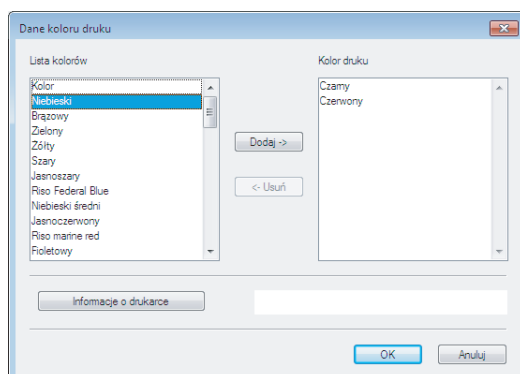 Dane koloru druku
Lista kolorów
Kolor
Niebieski
Brązowy
Zielony
Żółty
Szary
Jasnoszary
Riso Federal Blue
Niebieski średni
Jasnoczerwony
Riso marine red
Fioletowy
Dodaj ->
<- Usuń
Kolor druku
Czarny
Czerwony
Informacje o drukarce
OK
Anuluj